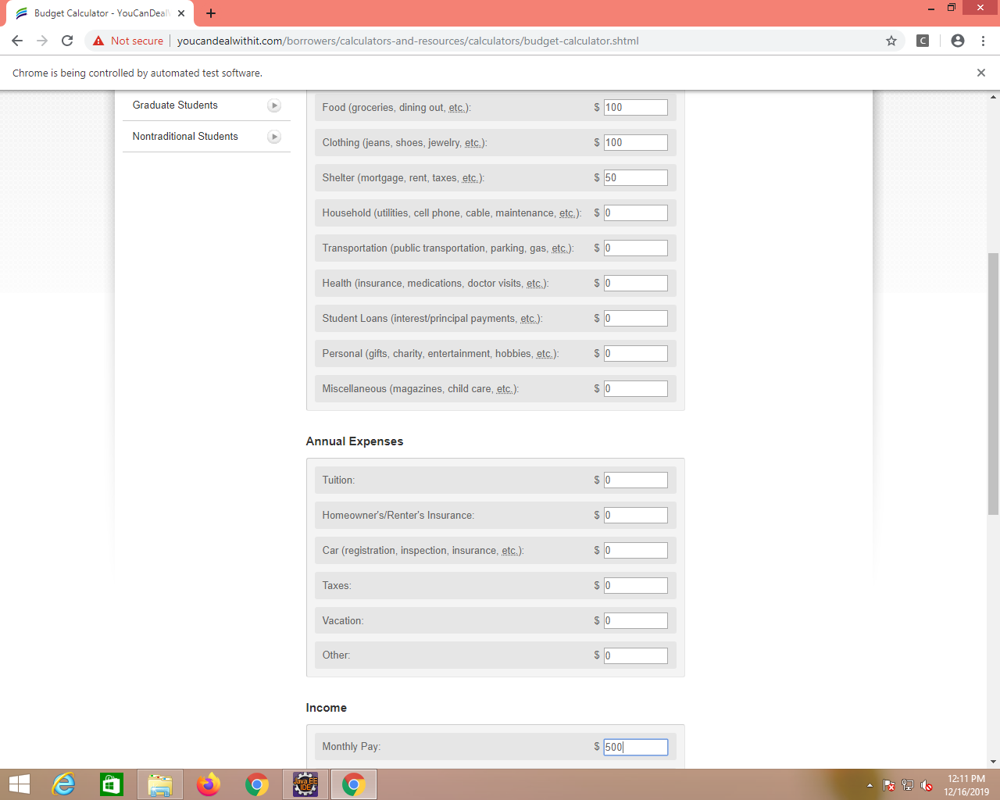 Budget Calculator - YouCanDeal
Not secure
youcandealwithit.com/borrowers/calculators-and-resources/calculators/budget-calculator.shtml
C
Chrome is being controlled by automated test software.
Graduate Students
Nontraditional Students
Food (groceries, dining out, etc.): $ 100
Clothing (jeans, shoes, jewelry, etc.): $ 100
Shelter (mortgage, rent, taxes, etc.): $ 50
Household (utilities, cell phone, cable, maintenance, etc.): $ 0
Transportation (public transportation, parking, gas, etc.): $ 0
Health (insurance, medications, doctor visits, etc.): $ 0
Student Loans (interest/principal payments, etc.): $ 0
Personal (gifts, charity, entertainment, hobbies, etc.): $ 0
Miscellaneous (magazines, child care, etc.): $ 0
Annual Expenses
Tuition: $ 0
Homeowner's/Renter's Insurance: $ 0
Car (registration, inspection, insurance, etc.): $ 0
Taxes: $ 0
Vacation: $ 0
Other: $ 0
Income
Monthly Pay: $ 500
Java EE
IDE
12:11 PM
12/16/2019